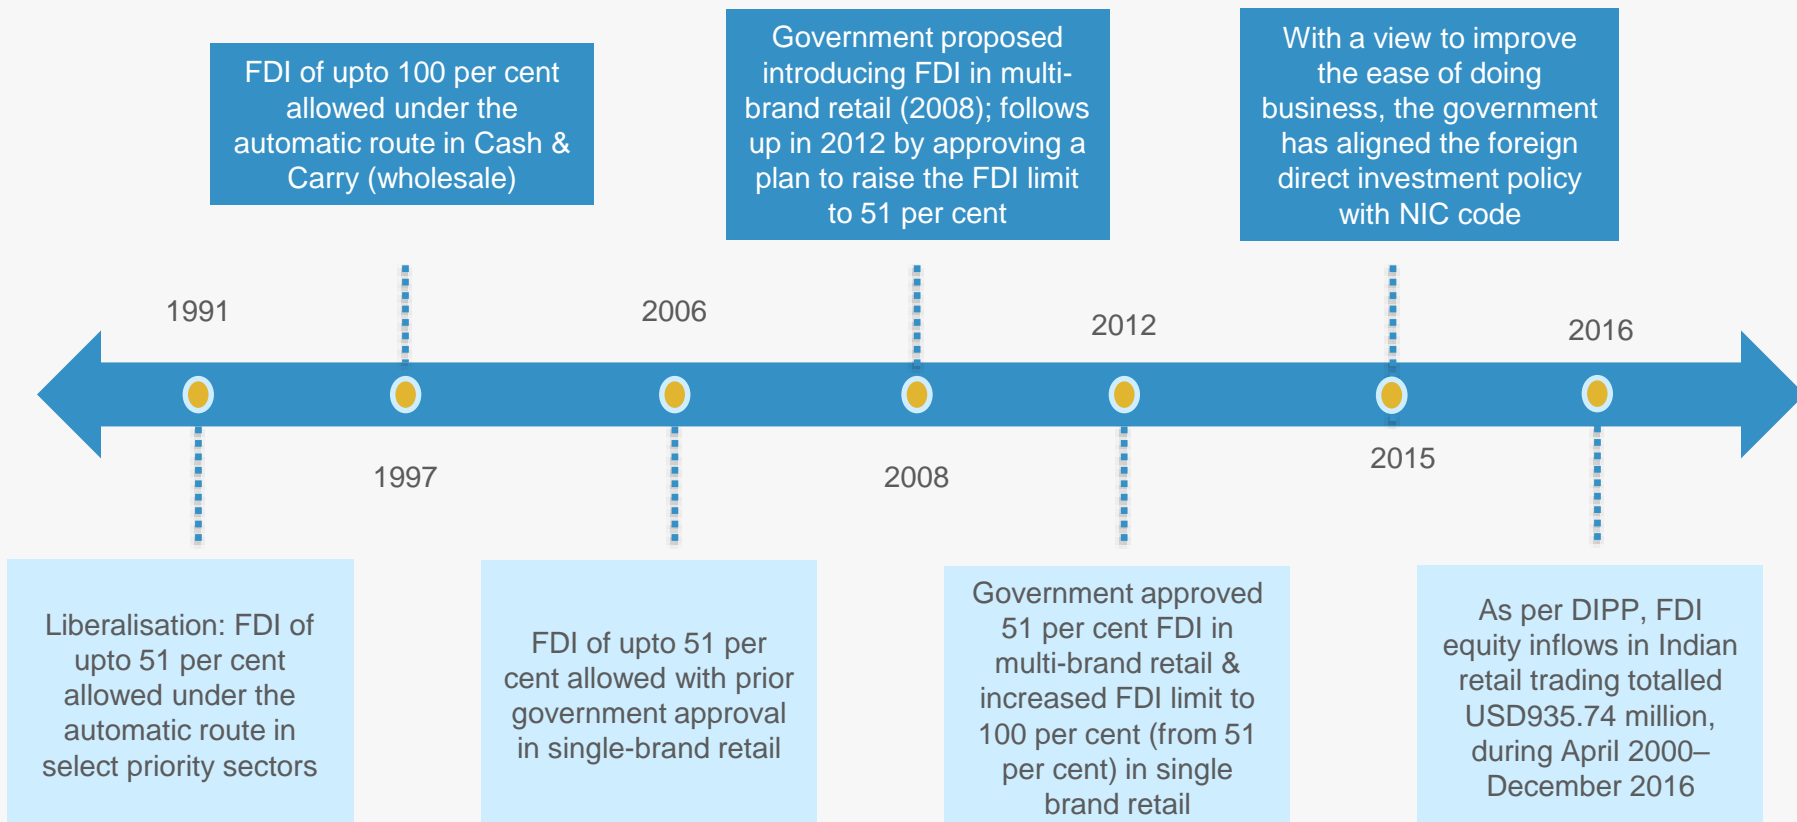 FDI of upto 100 per cent
allowed under the
automatic route in Cash &
Carry (wholesale)
Government proposed
introducing FDI in multi-
brand retail (2008); follows
up in 2012 by approving a
plan to raise the FDI limit
to 51 per cent
With a view to improve
the ease of doing
business, the government
has aligned the foreign
direct investment policy
with NIC code
1991
2006
2012
2016
1997
2008
2015
Liberalisation: FDI of
upto 51 per cent
allowed under the
automatic route in
select priority sectors
FDI of upto 51 per
cent allowed with prior
government approval
in single-brand retail
Government approved
51 per cent FDI in
multi-brand retail &
increased FDI limit to
100 per cent (from 51
per cent) in single
brand retail
As per DIPP, FDI
equity inflows in Indian
retail trading totalled
USD935.74 million,
during April 2000–
December 2016